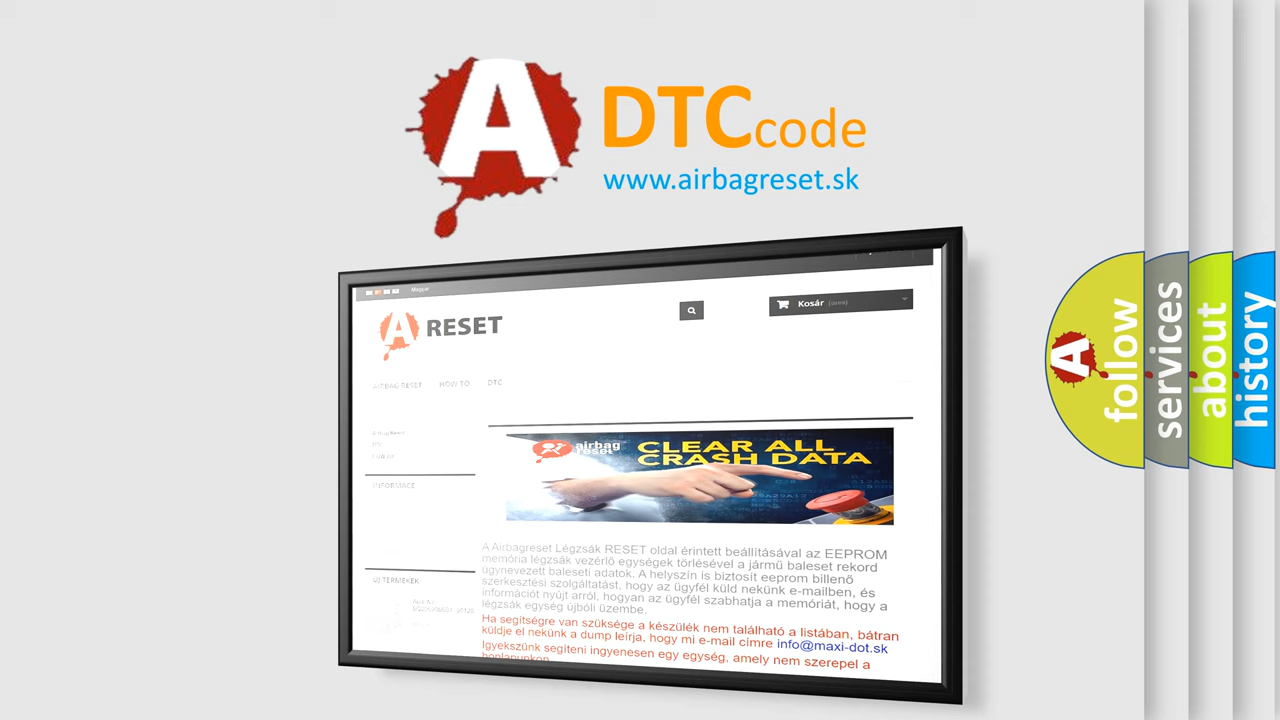 A DTCcode
www.airbagreset.sk
Magyar
A RESET
Kosár (üres)
AIRBAG RESET HOW TO DTC
CLEAR ALL
CRASH DATA
airbag
reset
INFORMACE
ÚJ TERMÉKEK
A Airbagreset Légzsák RESET oldal érintett beállításával az EEPROM
memória légzsák vezérlő egységek törlésével a jármű baleset rekord
úgynevezett baleseti adatok. A helyszín is biztosít eeprom billenő
szerkesztési szolgáltatást, hogy az ügyfél küld nekünk e-mailben, és
információt nyújt arról, hogyan az ügyfél szabhatja a memóriát, hogy a
légzsák egység újbóli üzembe.
Ha segítségre van szüksége a készülék nem található a listában, bátran
küldje el nekünk a dump leírja, hogy mi e-mail címre info@maxi-dot.sk
Igyekszünk segíteni ingyenesen egy egység, amely nem szerepel a
honlapunkon
A
follow
services
about
history